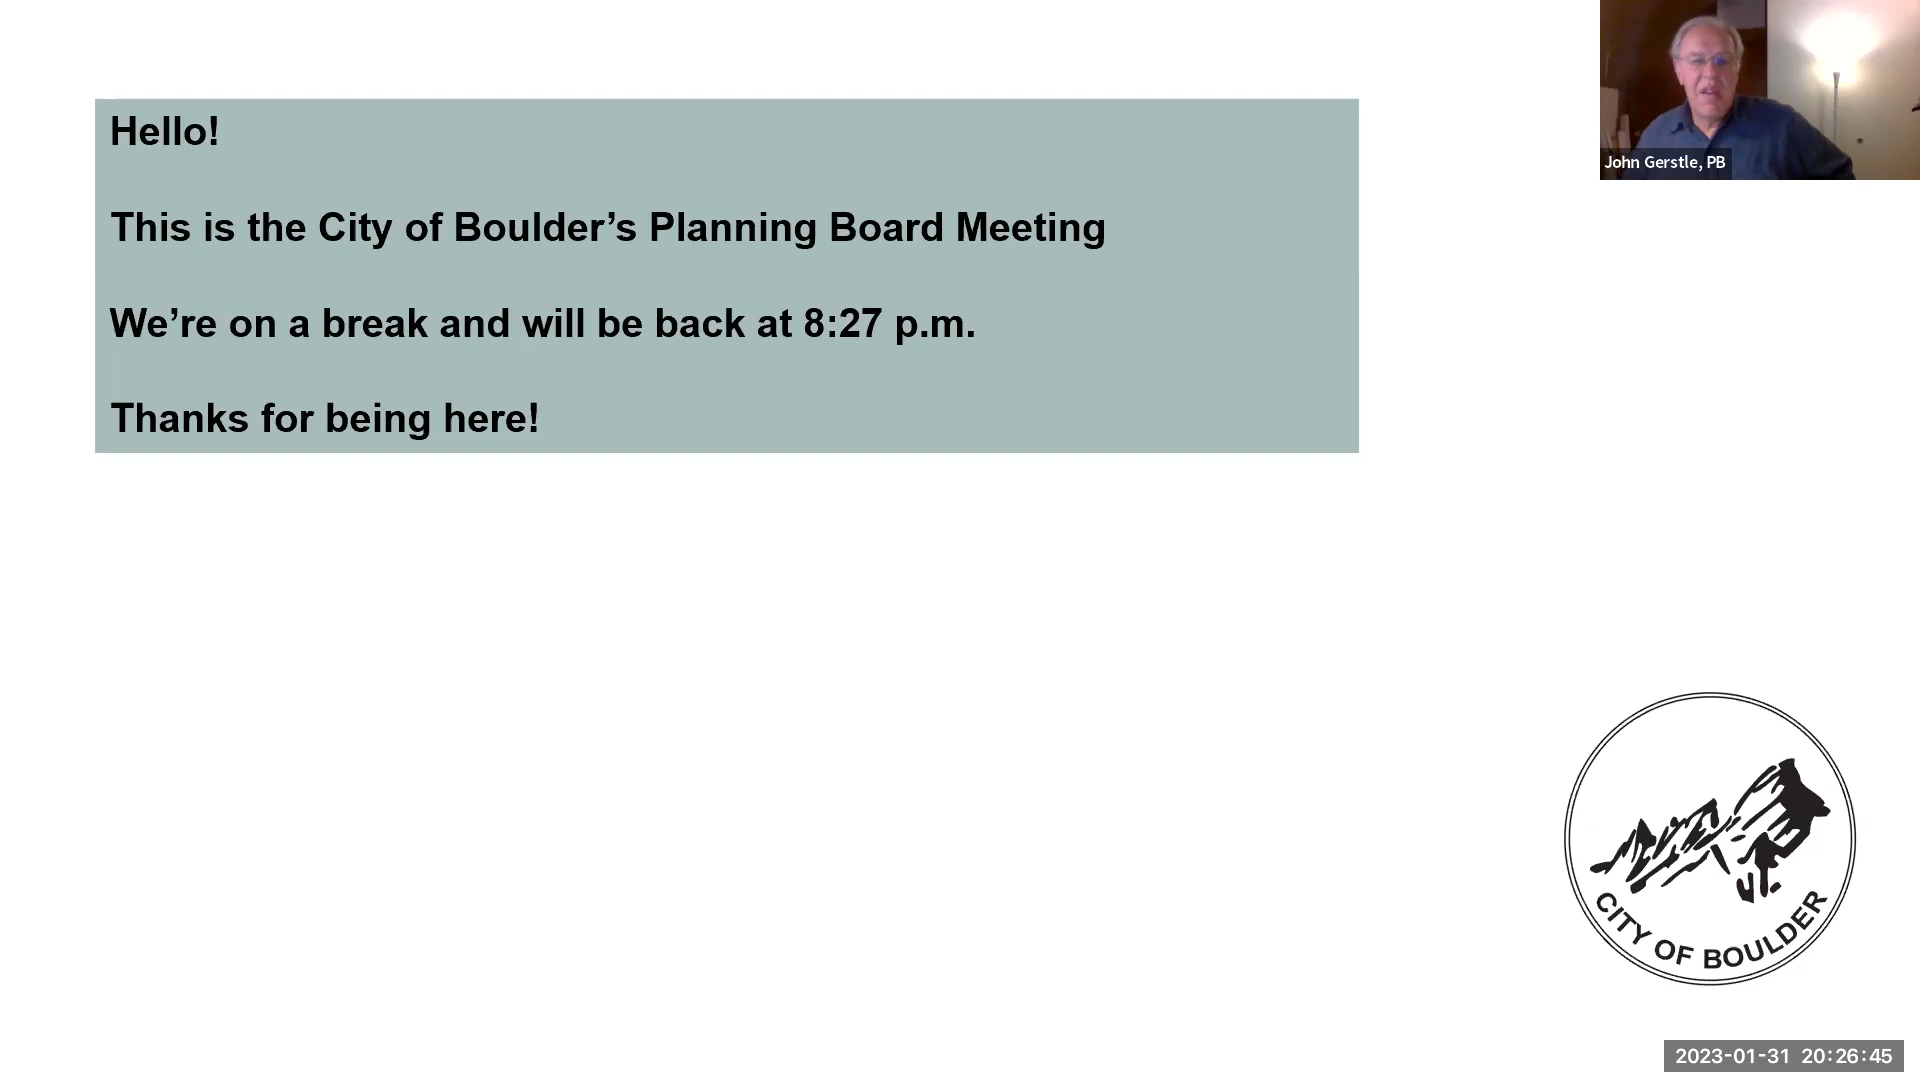 Hello!
This is the City of Boulder’s Planning Board Meeting
We’re on a break and will be back at 8:27 p.m.
Thanks for being here!
John Gerstle, PB
CITY OF BOULDER
2023-01-31 20:26:45